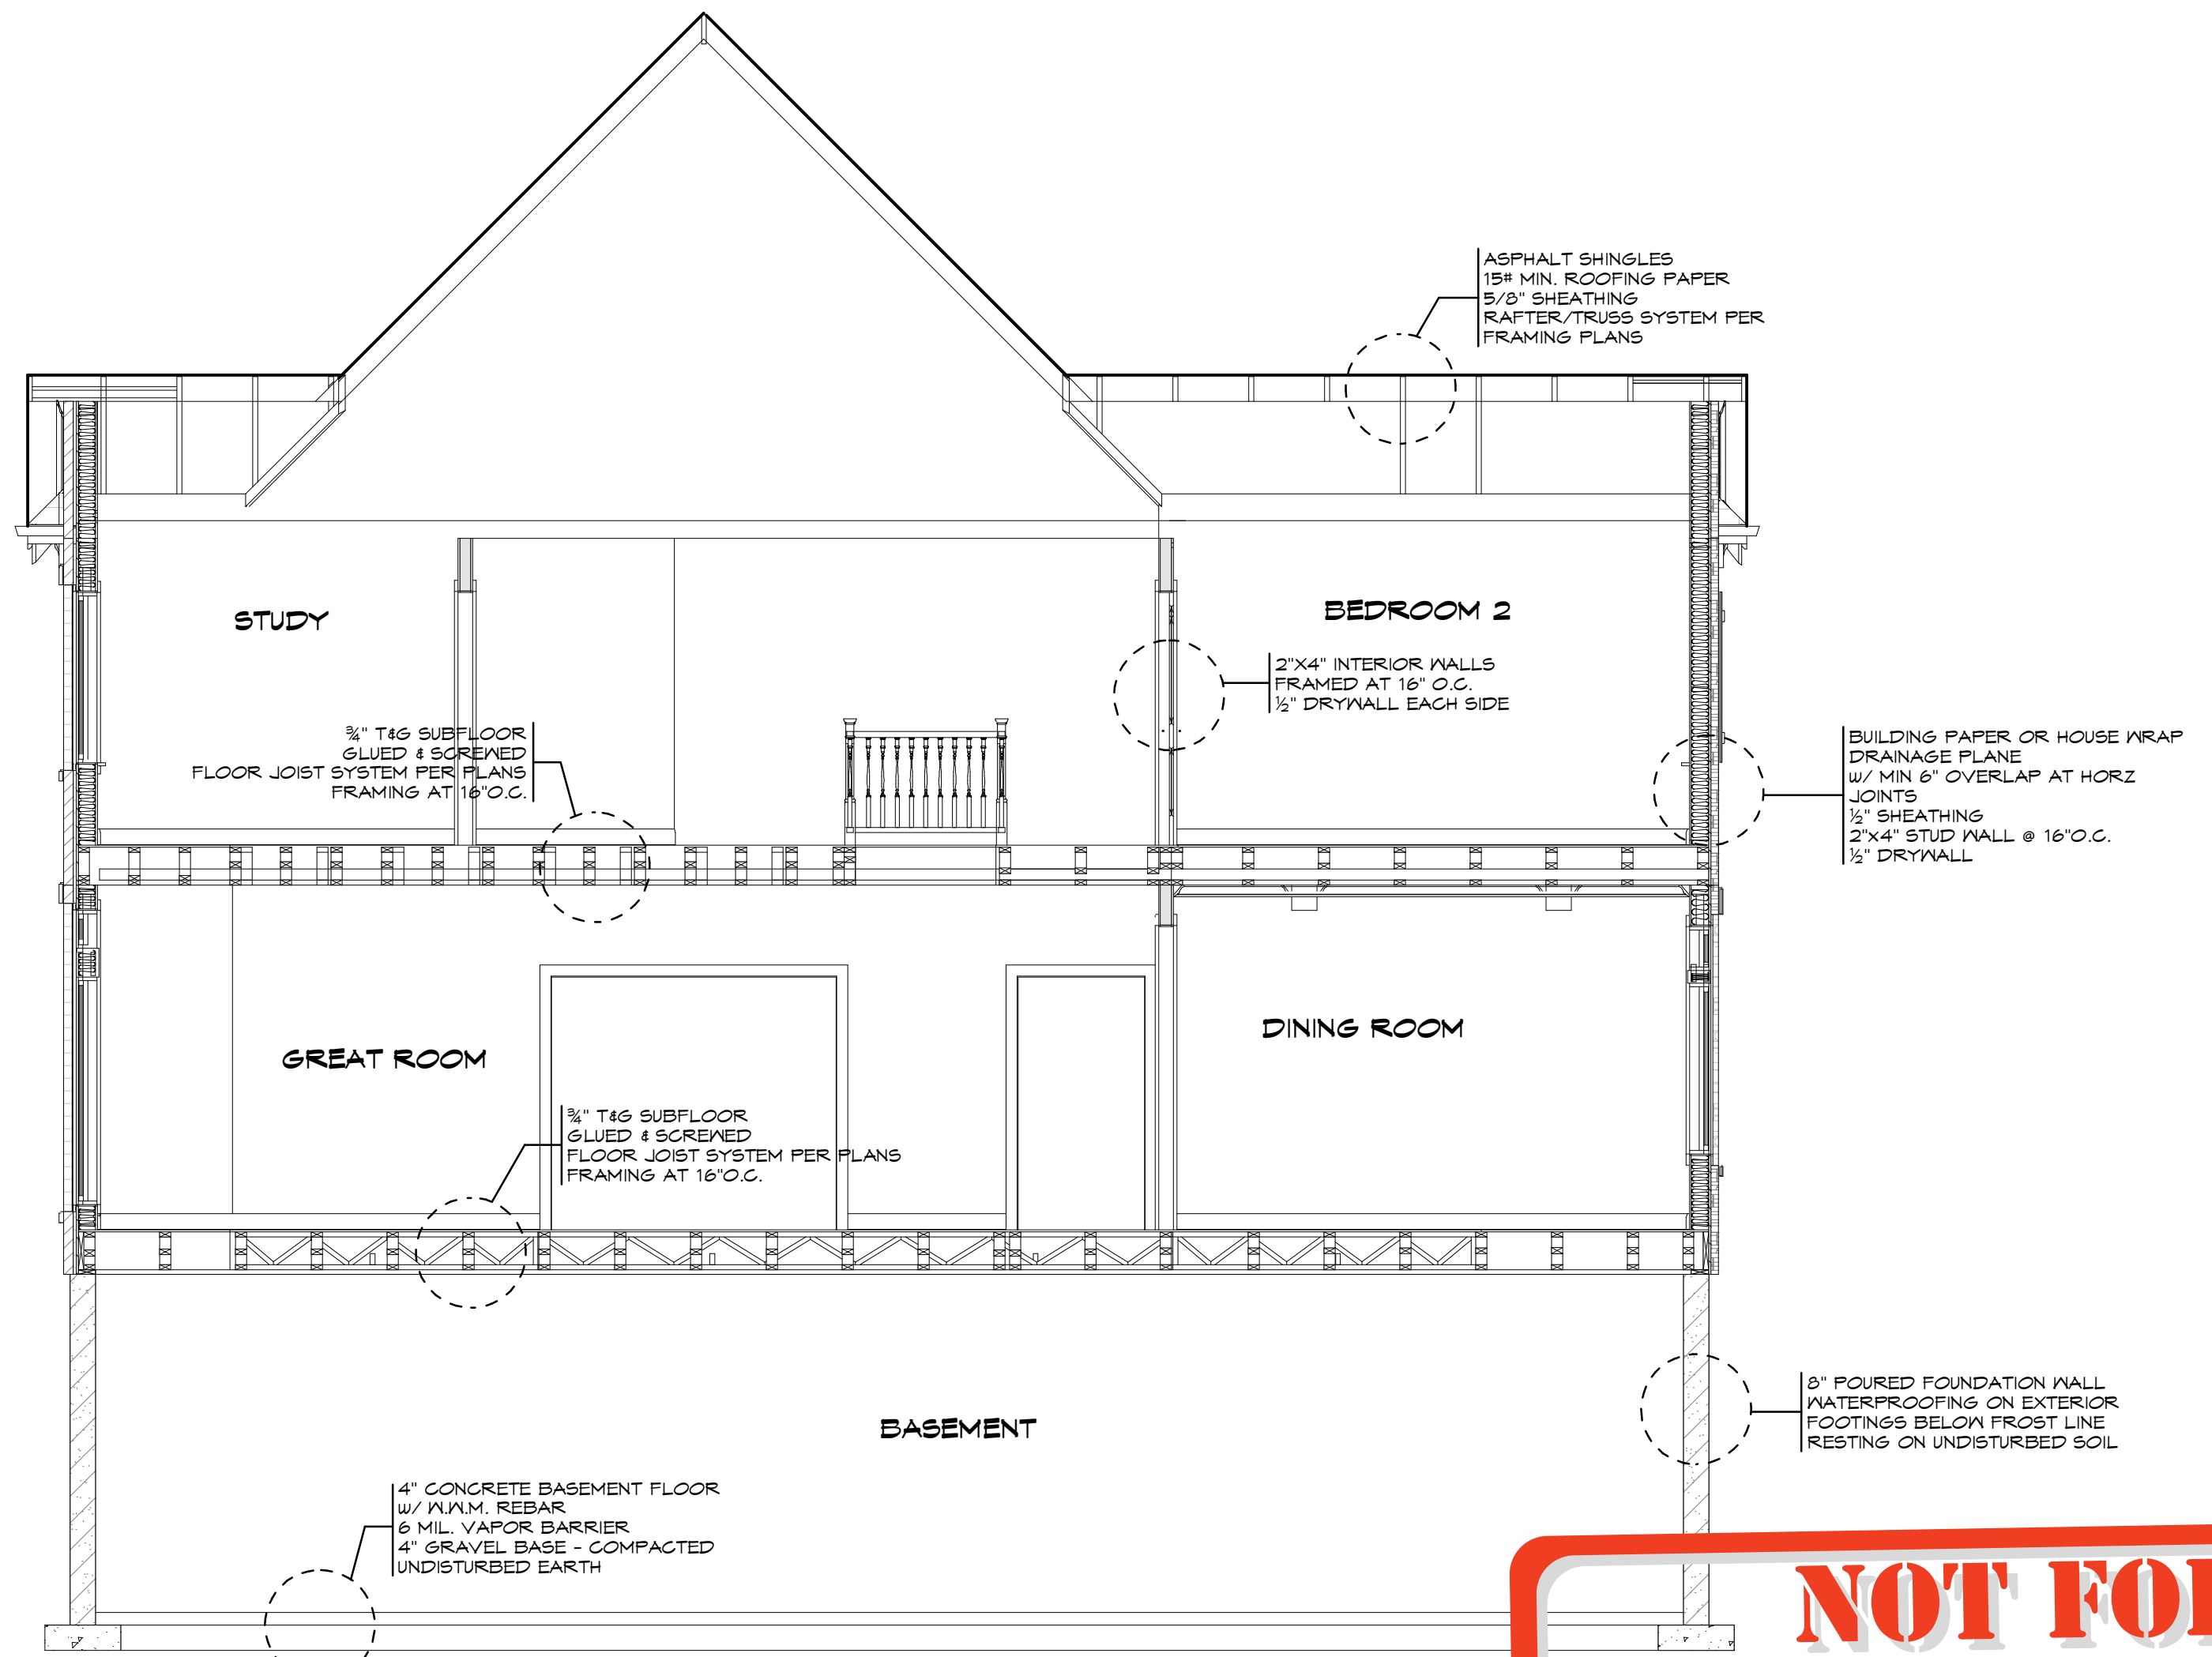 ASPHALT SHINGLES
15# MIN. ROOFING PAPER
5/8" SHEATHING
RAFTER/TRUSS SYSTEM PER
FRAMING PLANS
STUDY
BEDROOM 2
2"X4" INTERIOR WALLS
FRAMED AT 16" O.C.
½" DRYWALL EACH SIDE
¾" T&G SUBFLOOR
GLUED & SCREWED
FLOOR JOIST SYSTEM PER PLANS
FRAMING AT 16"O.C.
BUILDING PAPER OR HOUSE WRAP
DRAINAGE PLANE
W/ MIN 6" OVERLAP AT HORZ
JOINTS
½" SHEATHING
2"X4" STUD WALL @ 16"O.C.
½" DRYWALL
GREAT ROOM
DINING ROOM
¾" T&G SUBFLOOR
GLUED & SCREWED
FLOOR JOIST SYSTEM PER PLANS
FRAMING AT 16"O.C.
BASEMENT
8" POURED FOUNDATION WALL
WATERPROOFING ON EXTERIOR
FOOTINGS BELOW FROST LINE
RESTING ON UNDISTURBED SOIL
4" CONCRETE BASEMENT FLOOR
W/ W.W.M. REBAR
6 MIL. VAPOR BARRIER
4" GRAVEL BASE - COMPACTED
UNDISTURBED EARTH
NOT FO